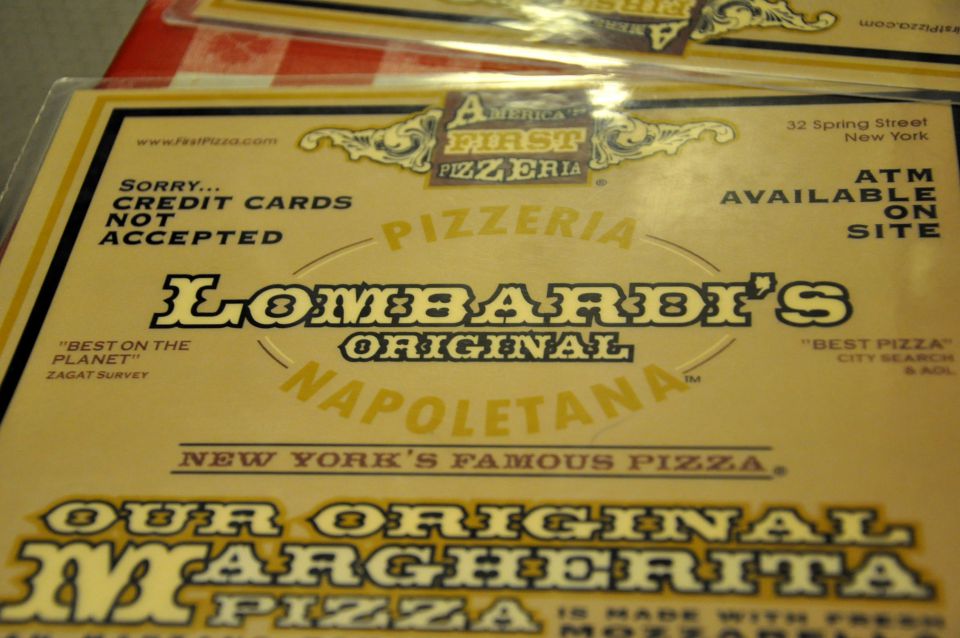 www.FirstPizza.com
AMERICA'S
FIRST
PIZZERIA
®
32 Spring Street
New York
SORRY...
CREDIT CARDS
NOT
ACCEPTED
ATM
AVAILABLE
ON
SITE
PIZZERIA
LOMBARDI'S
ORIGINAL
NAPOLETANA™
"BEST ON THE
PLANET"
ZAGAT SURVEY
"BEST PIZZA"
CITY SEARCH
& AOL
NEW YORK'S FAMOUS PIZZA®
OUR ORIGINAL
MARGHERITA
PIZZA
IS MADE WITH FRESH